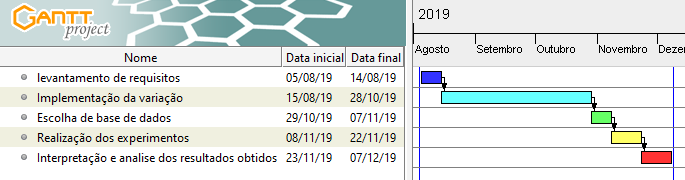 GANTT
project
2019
Nome Data inicial Data final
Agosto Setembro Outubro Novembro Dezem
levantamento de requisitos 05/08/19 14/08/19
Implementação da variação 15/08/19 28/10/19
Escolha de base de dados 29/10/19 07/11/19
Realização dos experimentos 08/11/19 22/11/19
Interpretação e analise dos resultados obtidos 23/11/19 07/12/19